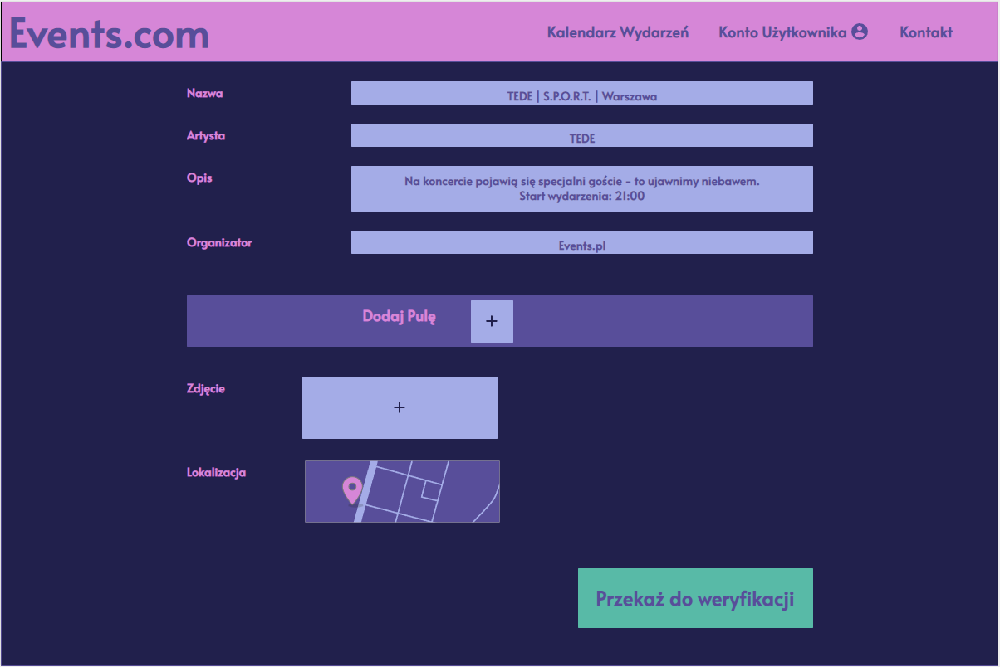 Events.com
Kalendarz Wydarzeń
Konto Użytkownika
Kontakt
Nazwa
TEDE | S.P.O.R.T. | Warszawa
Artysta
TEDE
Opis
Na koncercie pojawią się specjalni goście - to ujawnimy niebawem.
Start wydarzenia: 21:00
Organizator
Events.pl
Dodaj Pulę
+
Zdjęcie
+
Lokalizacja
Przekaż do weryfikacji